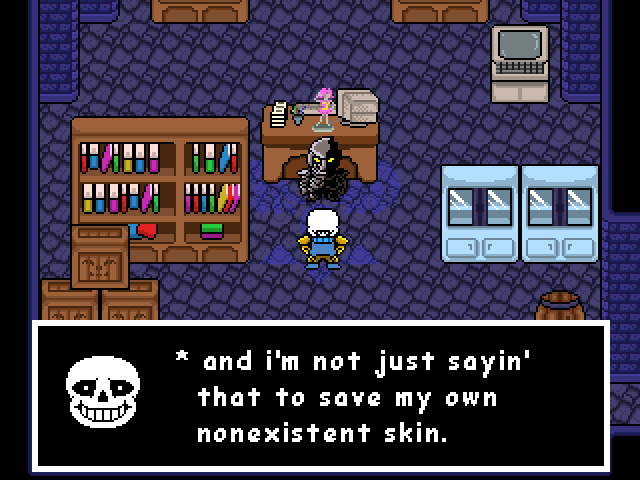 * and i'm not just sayin'
that to save my own
nonexistent skin.